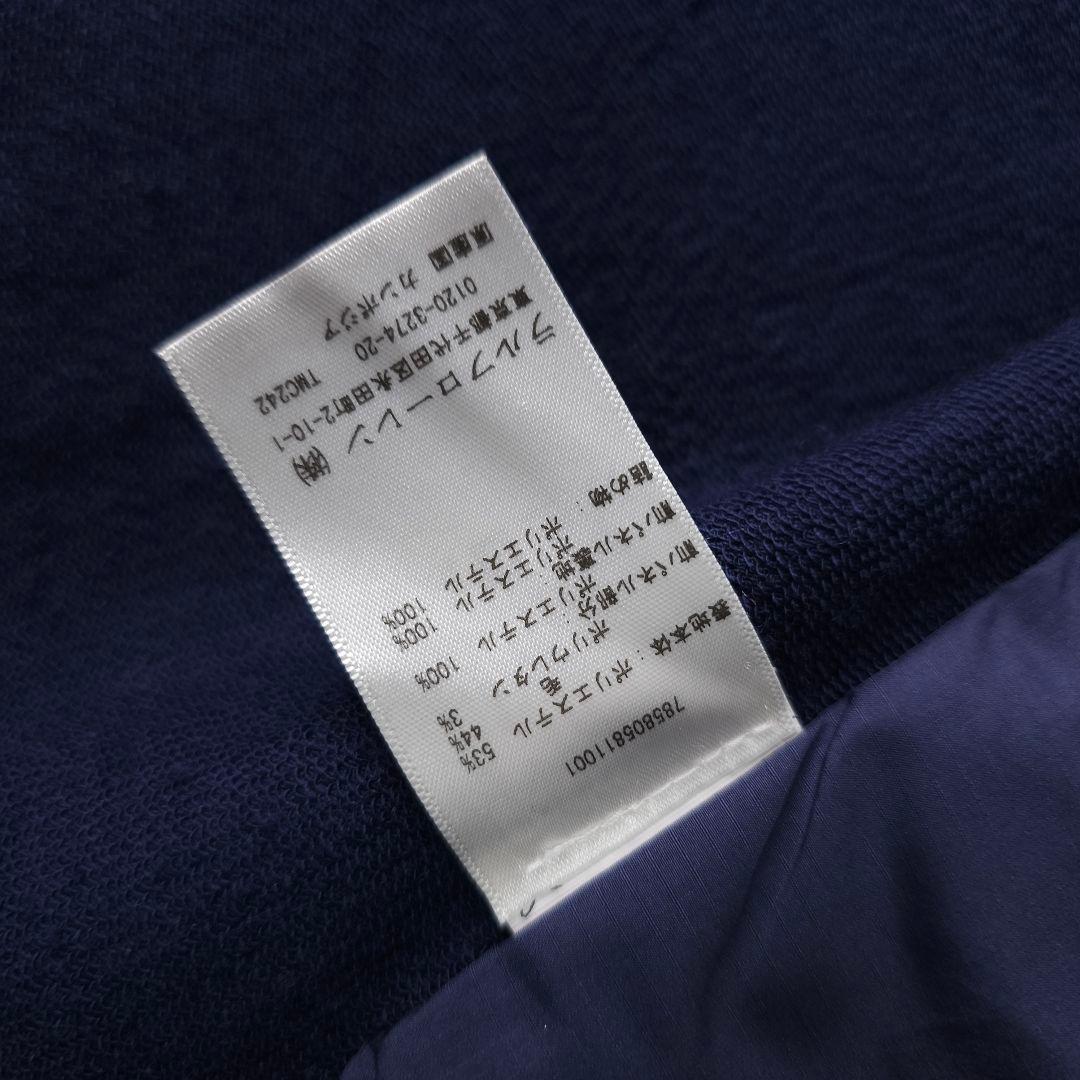 785805811001
表地本体：ポリエステル 53%
毛 44%
ポリウレタン 3%
前パネル部分：
ポリエステル 100%
前パネル裏地：
ポリエステル 100%
詰め物：ポリエステル 100%
ラルフローレン ㈱
東京都千代田区永田町2-10-1
0120-3274-20 TMC242
原産国 カンボジア